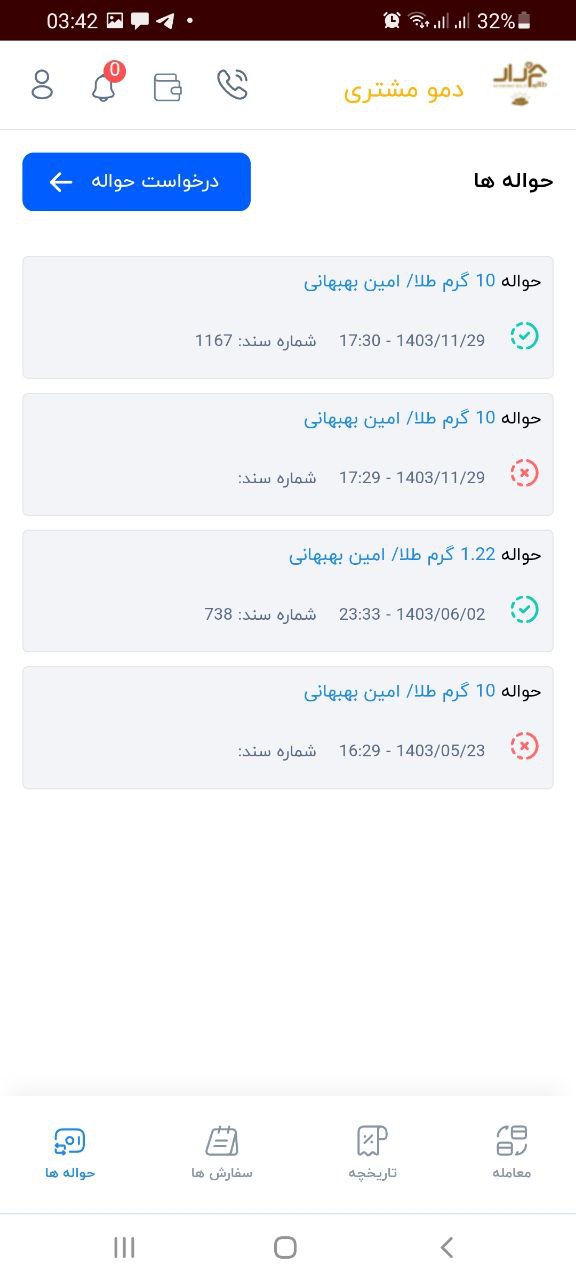 03:42
32%
0
دمو مشتری
حواله ها
درخواست حواله
حواله 10 گرم طلا/ امین بهبهانی
1403/11/29 - 17:30 شماره سند: 1167
حواله 10 گرم طلا/ امین بهبهانی
1403/11/29 - 17:29 شماره سند:
حواله 1.22 گرم طلا/ امین بهبهانی
1403/06/02 - 23:33 شماره سند: 738
حواله 10 گرم طلا/ امین بهبهانی
1403/05/23 - 16:29 شماره سند:
معامله
تاریخچه
سفارش ها
حواله ها